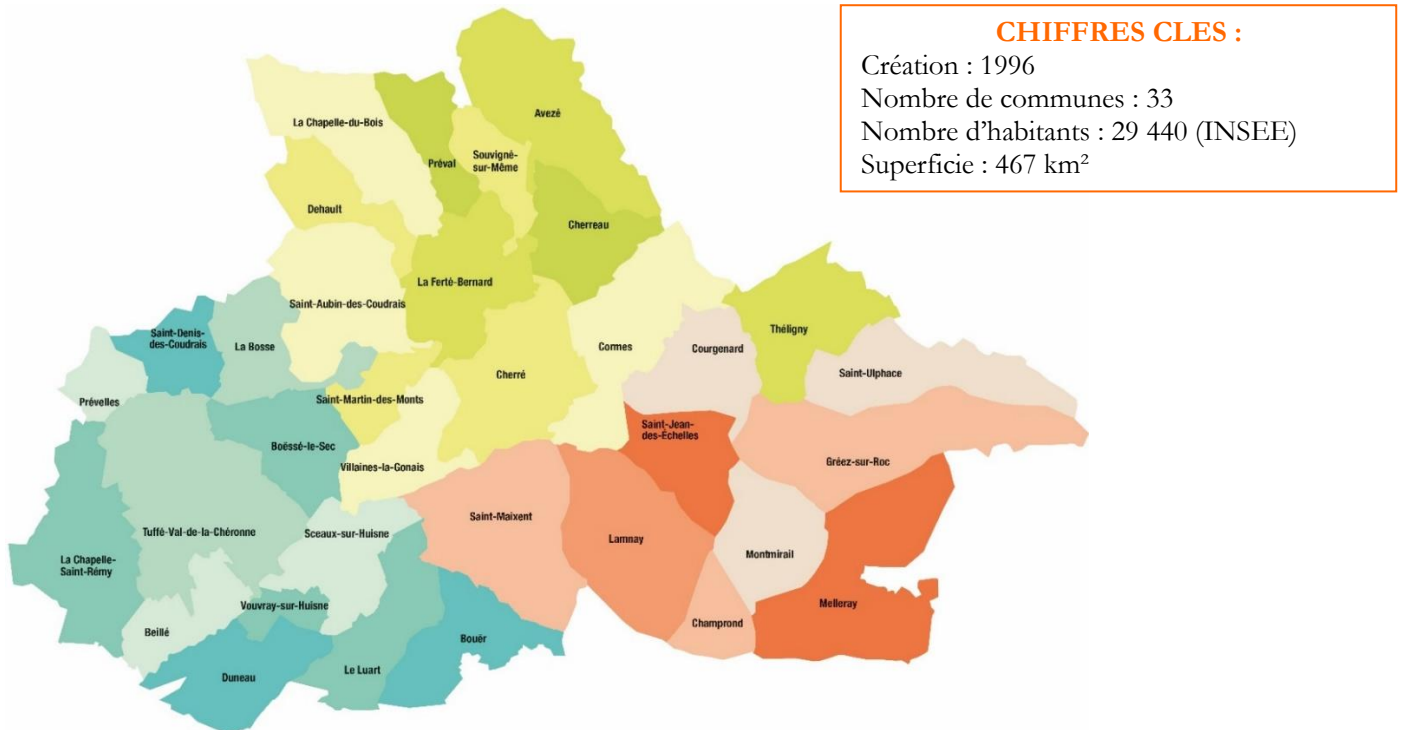 CHIFFRES CLES :
Création : 1996
Nombre de communes : 33
Nombre d'habitants : 29 440 (INSEE)
Superficie : 467 km²
La Chapelle-du-Bois
Avezé
Préval
Souvigné-
sur-Même
Dehault
Cherreau
La Ferté-Bernard
Saint-Aubin-des-Coudrais
Saint-Denis-
des-Coudrais
La Bosse
Cormes
Courgenard
Théligny
Saint-Ulphace
Cherré
Prévelles
Saint-Martin-des-Monts
Saint-Jean-
des-Échelles
Boëssé-le-Sec
Villaines-la-Gonais
Gréez-sur-Roc
Saint-Maixent
Tuffé-Val-de-la-Chéronne
Sceaux-sur-Huisne
Lamnay
Montmirail
La Chapelle-
Saint-Rémy
Vouvray-sur-Huisne
Melleray
Champrond
Beillé
Bouër
Le Luart
Duneau